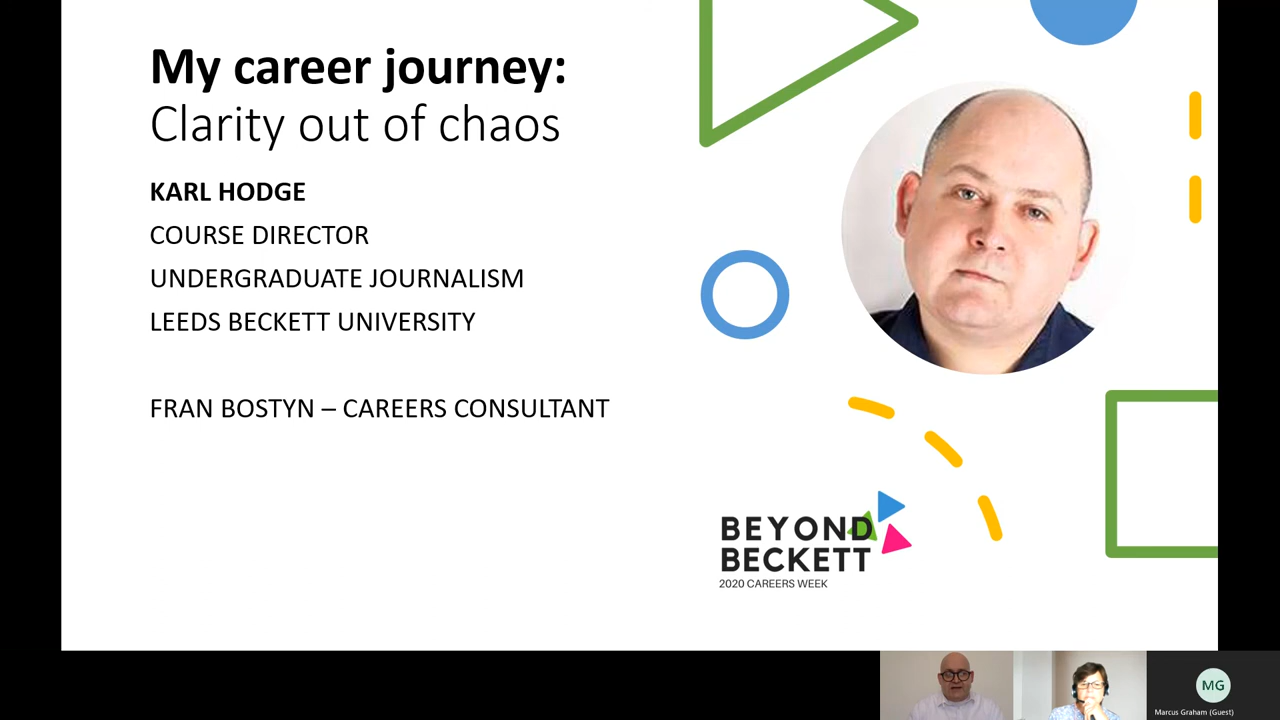 My career journey:
Clarity out of chaos
KARL HODGE
COURSE DIRECTOR
UNDERGRADUATE JOURNALISM
LEEDS BECKETT UNIVERSITY
FRAN BOSTYN – CAREERS CONSULTANT
BEYOND
BECKETT
2020 CAREERS WEEK
MG
Marcus Graham (Guest)